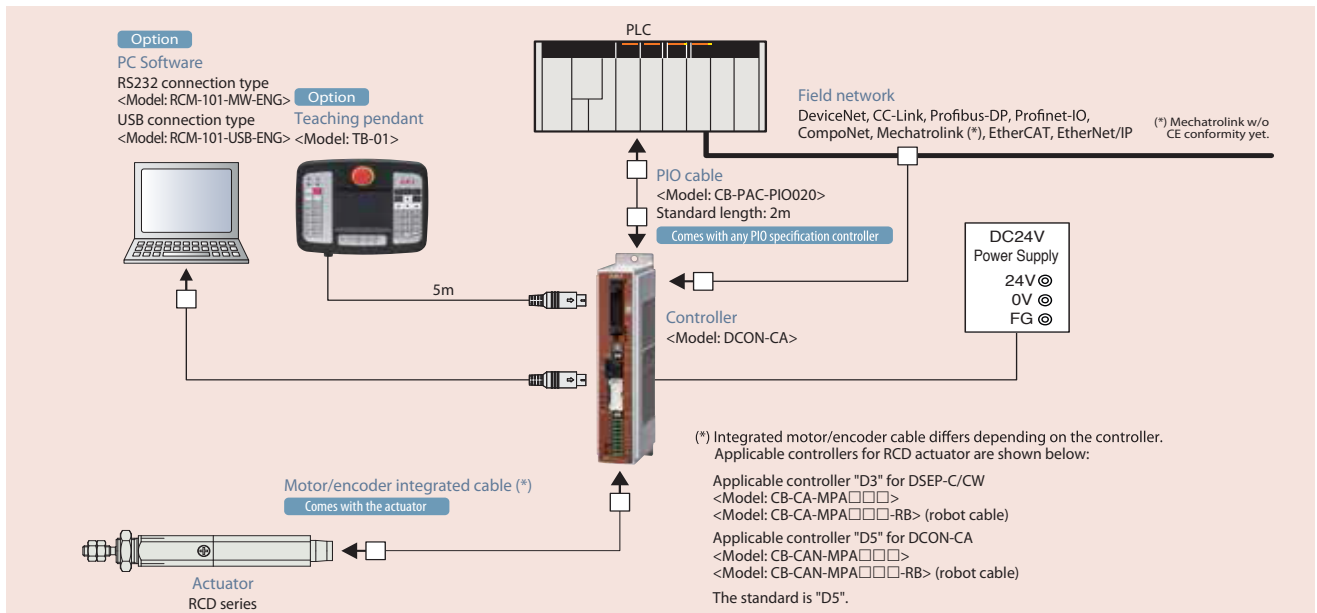 Option
PC Software
RS232 connection type
<Model: RCM-101-MW-ENG>
USB connection type
<Model: RCM-101-USB-ENG>
Option
Teaching pendant
<Model: TB-01>
PLC
Field network
DeviceNet, CC-Link, Profibus-DP, Profinet-IO,
CompoNet, Mechatrolink (*), EtherCAT, EtherNet/IP
(*) Mechatrolink w/o
CE conformity yet.
PIO cable
<Model: CB-PAC-PIO020>
Standard length: 2m
Comes with any PIO specification controller
DC24V
Power Supply
24V
0V
FG
5m
Controller
<Model: DCON-CA>
Motor/encoder integrated cable (*)
Comes with the actuator
Actuator
RCD series
(*) Integrated motor/encoder cable differs depending on the controller.
Applicable controllers for RCD actuator are shown below:
Applicable controller "D3" for DSEP-C/CW
<Model: CB-CA-MPA□□□>
<Model: CB-CA-MPA□□□-RB> (robot cable)
Applicable controller "D5" for DCON-CA
<Model: CB-CAN-MPA□□□>
<Model: CB-CAN-MPA□□□-RB> (robot cable)
The standard is "D5".